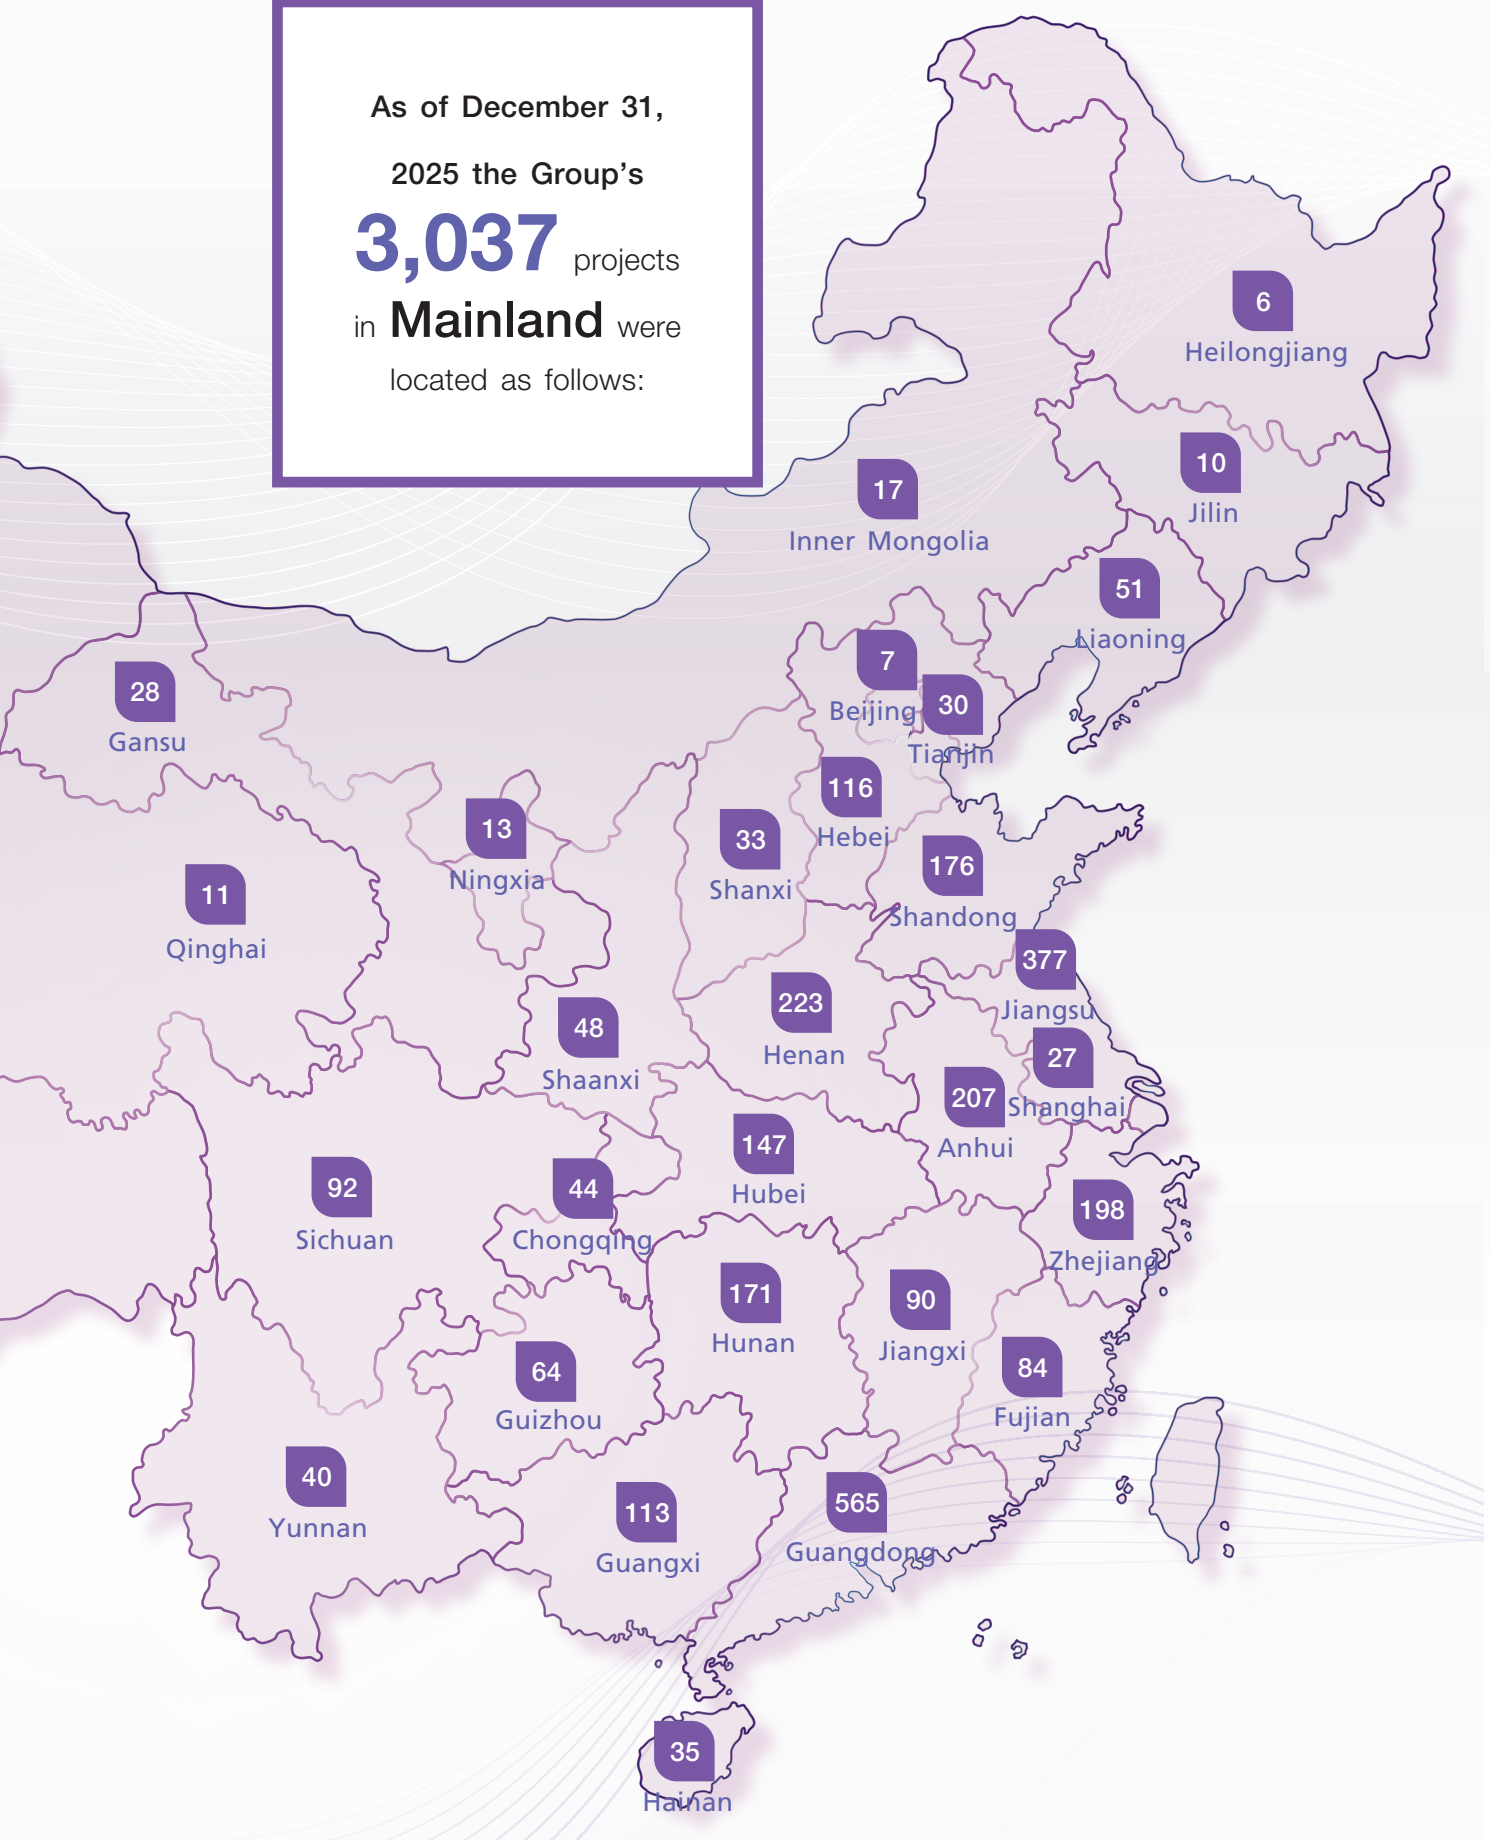 As of December 31,
2025 the Group's
3,037 projects
in Mainland were
located as follows:
6
Heilongjiang
10
Jilin
17
Inner Mongolia
51
Liaoning
7
Beijing
30
Tianjin
28
Gansu
116
Hebei
13
Ningxia
33
Shanxi
176
Shandong
11
Qinghai
377
Jiangsu
223
Henan
48
Shaanxi
27
Shanghai
207
Anhui
147
Hubei
92
Sichuan
44
Chongqing
198
Zhejiang
171
Hunan
90
Jiangxi
84
Fujian
64
Guizhou
40
Yunnan
113
Guangxi
565
Guangdong
35
Hainan